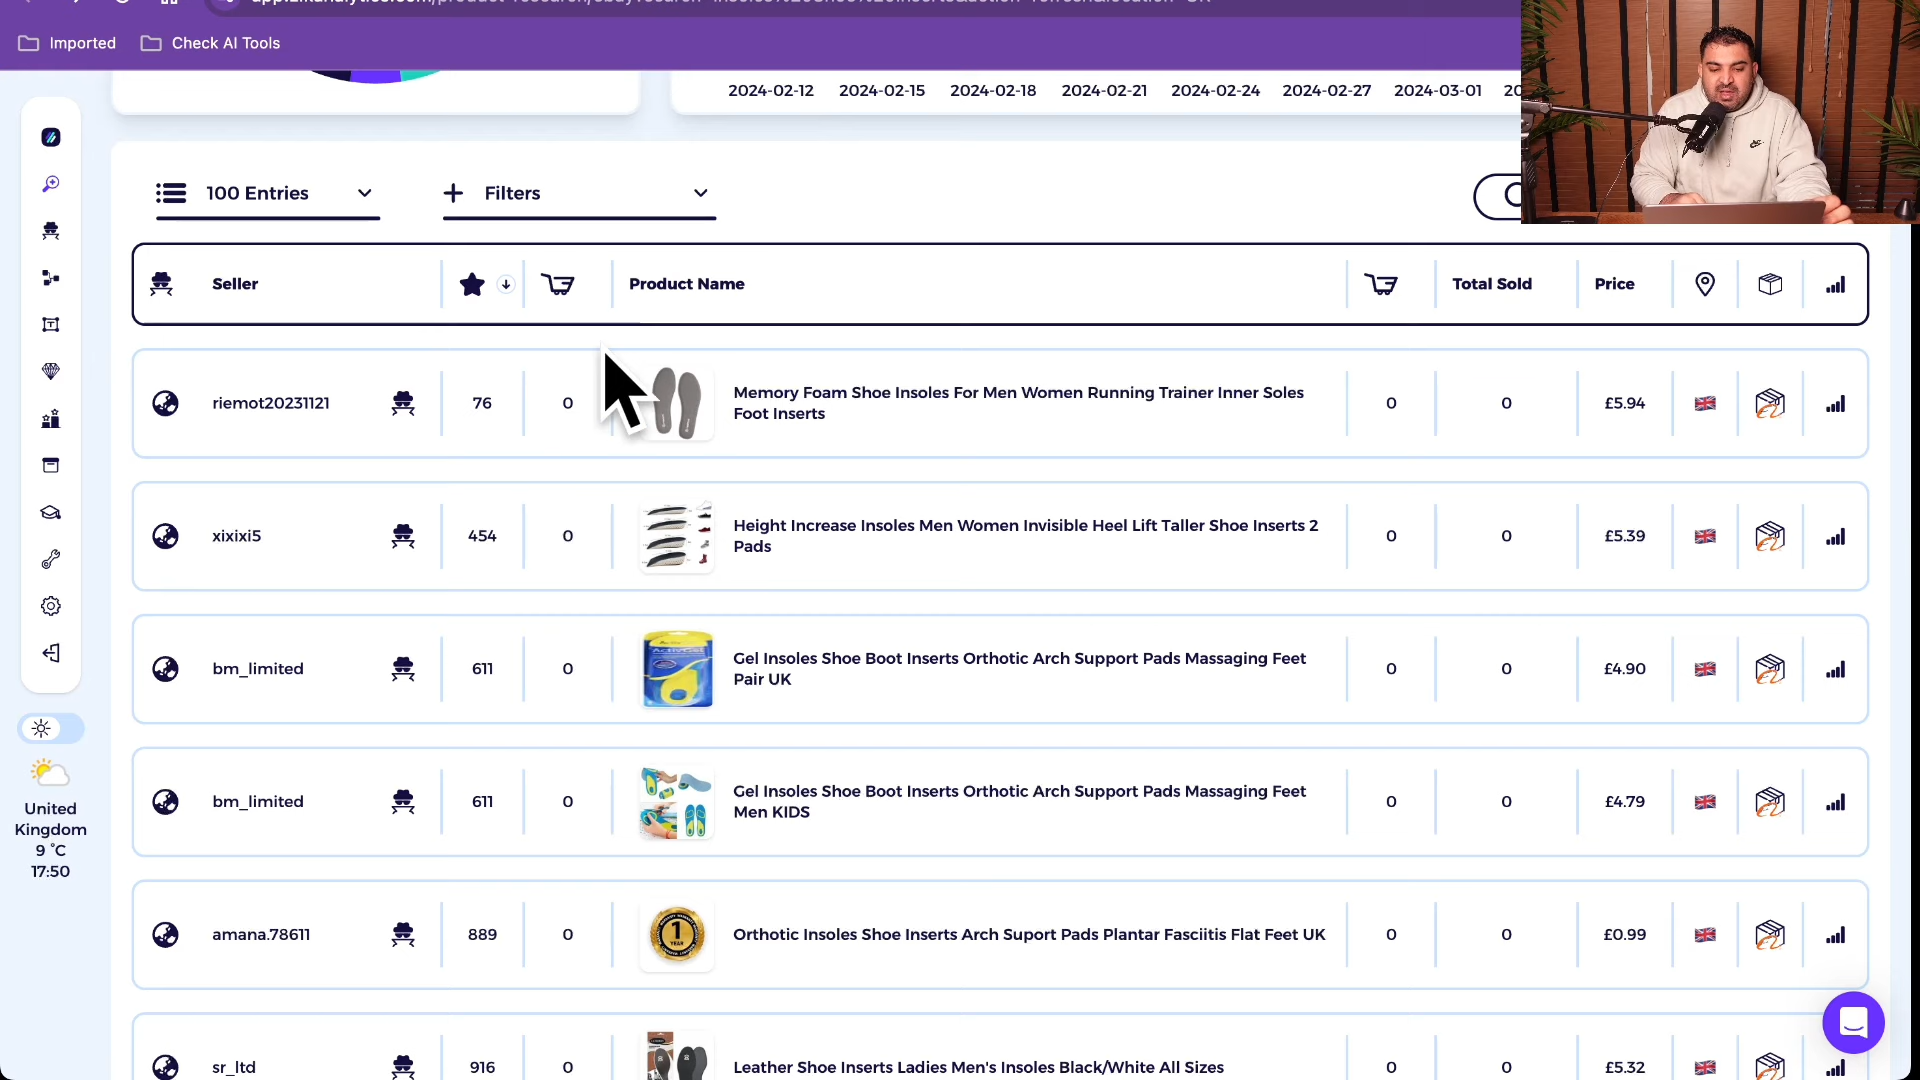 Imported
Check AI Tools
2024-02-12 2024-02-15 2024-02-18 2024-02-21 2024-02-24 2024-02-27 2024-03-01
100 Entries
Filters
Seller
Product Name
Total Sold
Price
riemot20231121 76 0 Memory Foam Shoe Insoles For Men Women Running Trainer Inner Soles
Foot Inserts 0 0 £5.94
xixixi5 454 0 Height Increase Insoles Men Women Invisible Heel Lift Taller Shoe Inserts 2
Pads 0 0 £5.39
bm_limited 611 0 Gel Insoles Shoe Boot Inserts Orthotic Arch Support Pads Massaging Feet
Pair UK 0 0 £4.90
bm_limited 611 0 Gel Insoles Shoe Boot Inserts Orthotic Arch Support Pads Massaging Feet
Men KIDS 0 0 £4.79
amana.78611 889 0 1 YEAR Orthotic Insoles Shoe Inserts Arch Suport Pads Plantar Fasciitis Flat Feet UK 0 0 £0.99
sr_ltd 916 0 Leather Shoe Inserts Ladies Men's Insoles Black/White All Sizes 0 0 £5.32
United
Kingdom
9 °C
17:50